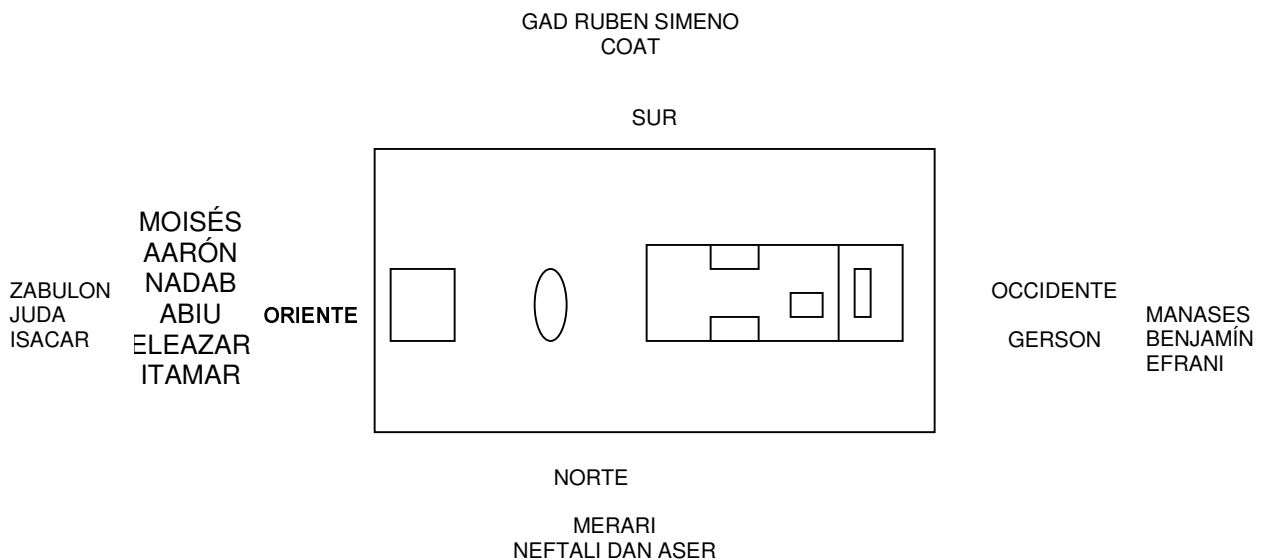 GAD RUBEN SIMENO
COAT
SUR
ZABULON
JUDA
ISACAR
MOISÉS
AARÓN
NADAB
ABIU
ELEAZAR
ITAMAR
ORIENTE
OCCIDENTE
GERSON
MANASES
BENJAMÍN
EFRANI
NORTE
MERARI
NEFTALI DAN ASER